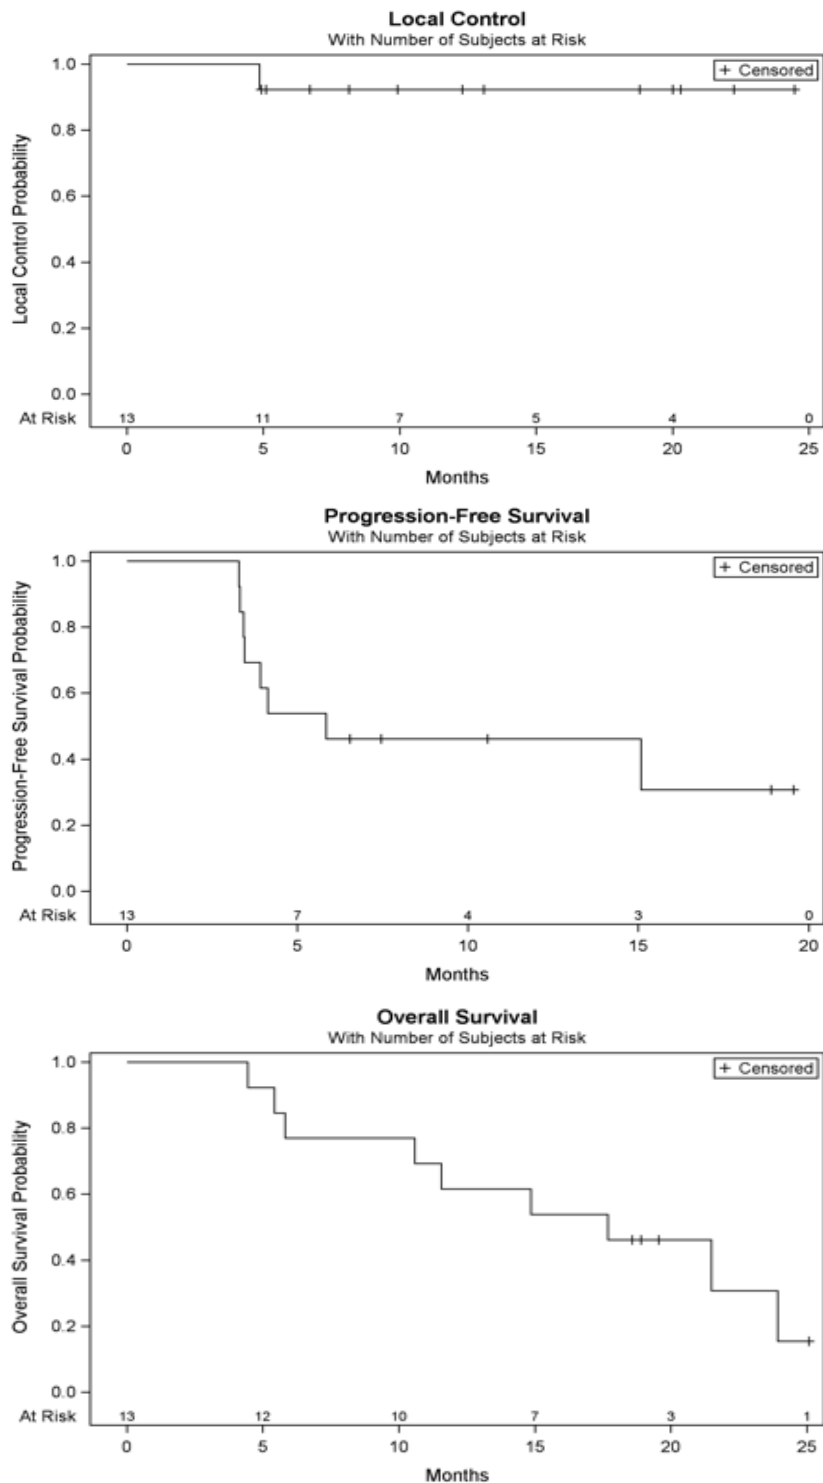 Local Control
With Number of Subjects at Risk
+ Censored
Local Control Probability
1.0
0.8
0.6
0.4
0.2
0.0
At Risk 13 11 7 5 4 0
0 5 10 15 20 25
Months
Progression-Free Survival
With Number of Subjects at Risk
+ Censored
Progression-Free Survival Probability
1.0
0.8
0.6
0.4
0.2
0.0
At Risk 13 7 4 3 0
0 5 10 15 20
Months
Overall Survival
With Number of Subjects at Risk
+ Censored
Overall Survival Probability
1.0
0.8
0.6
0.4
0.2
0.0
At Risk 13 12 10 7 3 1
0 5 10 15 20 25
Months